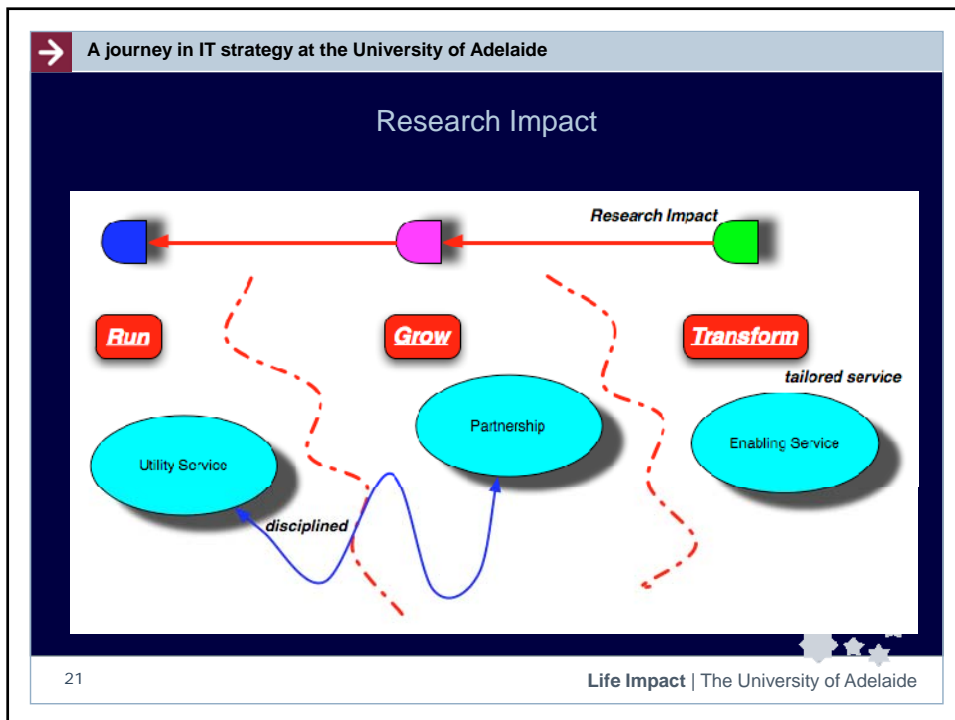 A journey in IT strategy at the University of Adelaide
Research Impact
Research Impact
Run
Grow
Transform
tailored service
Utility Service
Partnership
Enabling Service
disciplined
21
Life Impact | The University of Adelaide